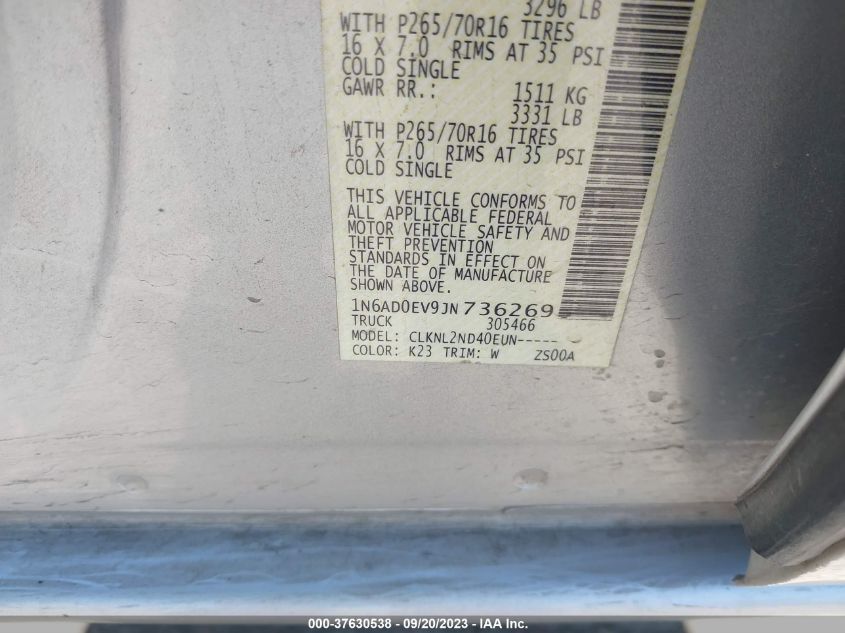 3296 LB
WITH P265/70R16 TIRES
16 X 7.0 RIMS AT 35 PSI
COLD SINGLE
GAWR RR.: 1511 KG
3331 LB
WITH P265/70R16 TIRES
16 X 7.0 RIMS AT 35 PSI
COLD SINGLE
THIS VEHICLE CONFORMS TO
ALL APPLICABLE FEDERAL
MOTOR VEHICLE SAFETY AND
THEFT PREVENTION
STANDARDS IN EFFECT ON
THE DATE OF MANUFACTURE
SHOWN ABOVE.
1N6AD0EV9JN736269
TRUCK 305466
MODEL: CLKNL2ND40EUN-----
COLOR: K23 TRIM: W ZS00A
000-37630538 - 09/20/2023 - IAA Inc.